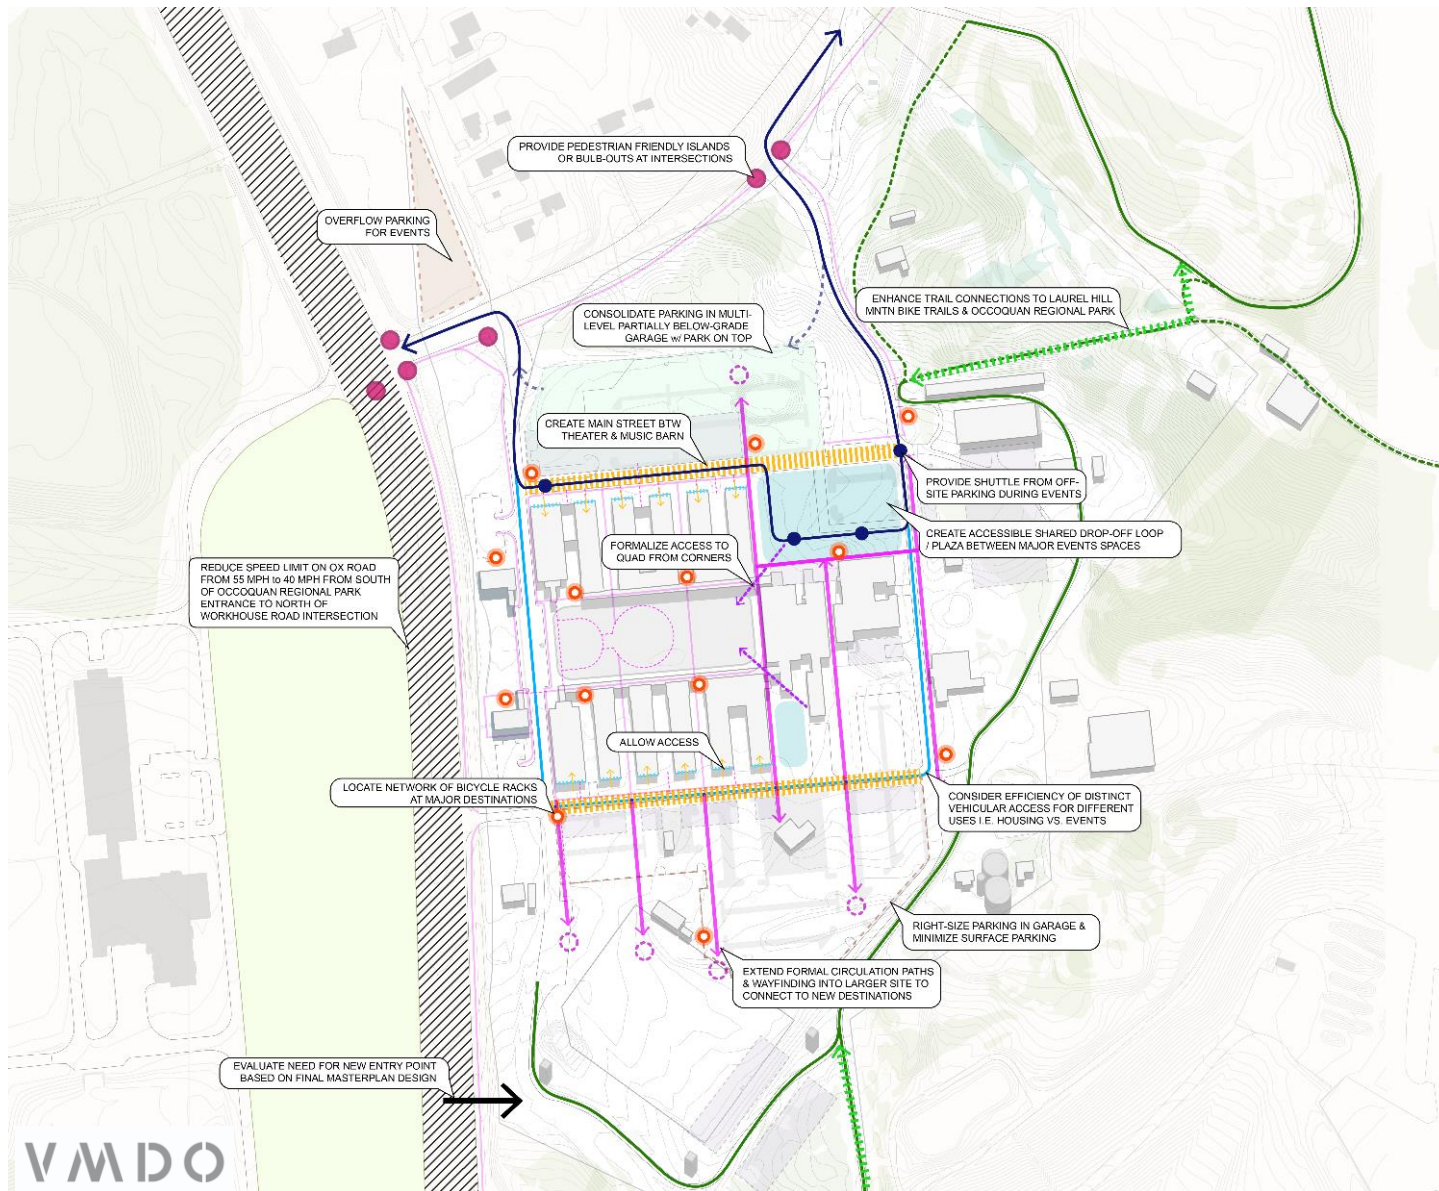 PROVIDE PEDESTRIAN FRIENDLY ISLANDS
OR BULB-OUTS AT INTERSECTIONS
OVERFLOW PARKING
FOR EVENTS
ENHANCE TRAIL CONNECTIONS TO LAUREL HILL
MNTN BIKE TRAILS & OCCOQUAN REGIONAL PARK
CONSOLIDATE PARKING IN MULTI-
LEVEL PARTIALLY BELOW-GRADE
GARAGE w/ PARK ON TOP
CREATE MAIN STREET BTW
THEATER & MUSIC BARN
PROVIDE SHUTTLE FROM OFF-
SITE PARKING DURING EVENTS
CREATE ACCESSIBLE SHARED DROP-OFF LOOP
/ PLAZA BETWEEN MAJOR EVENTS SPACES
FORMALIZE ACCESS TO
QUAD FROM CORNERS
REDUCE SPEED LIMIT ON OX ROAD
FROM 55 MPH to 40 MPH FROM SOUTH
OF OCCOQUAN REGIONAL PARK
ENTRANCE TO NORTH OF
WORKHOUSE ROAD INTERSECTION
ALLOW ACCESS
LOCATE NETWORK OF BICYCLE RACKS
AT MAJOR DESTINATIONS
CONSIDER EFFICIENCY OF DISTINCT
VEHICULAR ACCESS FOR DIFFERENT
USES I.E. HOUSING VS. EVENTS
RIGHT-SIZE PARKING IN GARAGE &
MINIMIZE SURFACE PARKING
EXTEND FORMAL CIRCULATION PATHS
& WAYFINDING INTO LARGER SITE TO
CONNECT TO NEW DESTINATIONS
EVALUATE NEED FOR NEW ENTRY POINT
BASED ON FINAL MASTERPLAN DESIGN
VMDO